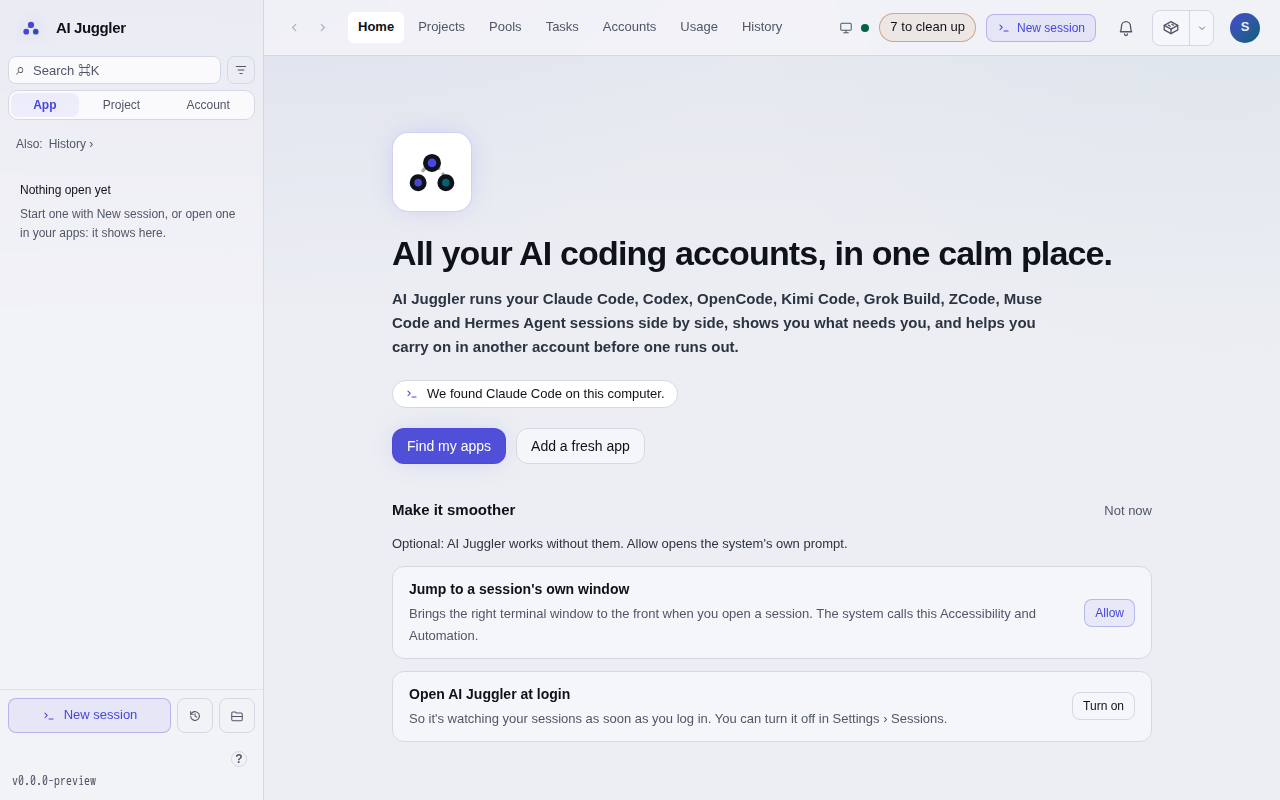 AI Juggler
Search ⌘K
App Project Account
Also: History ›
Nothing open yet
Start one with New session, or open one
in your apps: it shows here.
New session
?
v0.0.0-preview
Home Projects Pools Tasks Accounts Usage History
7 to clean up
New session
S
All your AI coding accounts, in one calm place.
AI Juggler runs your Claude Code, Codex, OpenCode, Kimi Code, Grok Build, ZCode, Muse
Code and Hermes Agent sessions side by side, shows you what needs you, and helps you
carry on in another account before one runs out.
We found Claude Code on this computer.
Find my apps Add a fresh app
Make it smoother Not now
Optional: AI Juggler works without them. Allow opens the system's own prompt.
Jump to a session's own window
Brings the right terminal window to the front when you open a session. The system calls this Accessibility and
Automation.
Allow
Open AI Juggler at login
So it's watching your sessions as soon as you log in. You can turn it off in Settings › Sessions.
Turn on